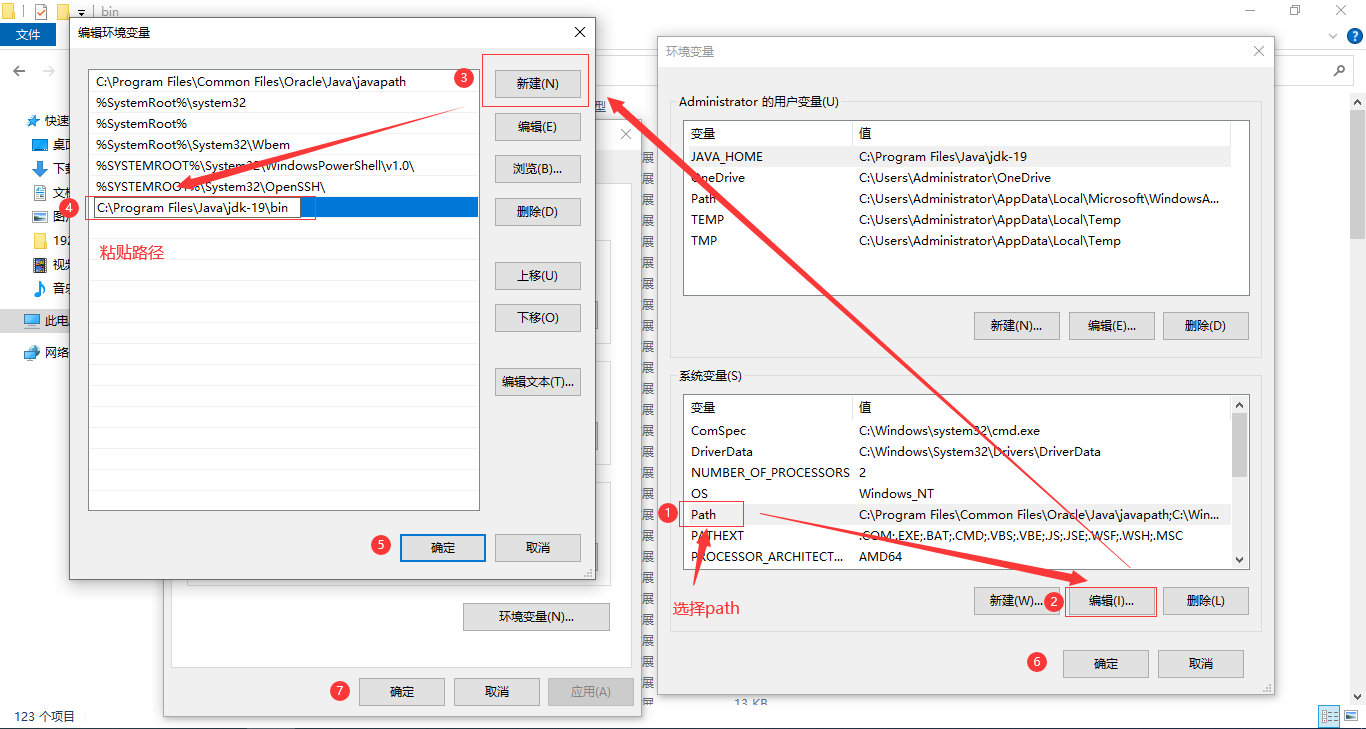 bin
文件
快速
桌面
此电
网络
视频
音乐
123 个项目
编辑环境变量
C:\Program Files\Common Files\Oracle\Java\javapath
%SystemRoot%\system32
%SystemRoot%
%SystemRoot%\System32\Wbem
%SYSTEMROOT%\System32\WindowsPowerShell\v1.0\
%SYSTEMROOT%\System32\OpenSSH\
4
C:\Program Files\Java\jdk-19\bin
粘贴路径
3
新建(N)
编辑(E)
浏览(B)...
删除(D)
上移(U)
下移(O)
编辑文本(T)...
5
确定
取消
环境变量(N)...
7
确定
取消
应用(A)
型
展
展
展
展
展
展
展
13 KB
环境变量
Administrator 的用户变量(U)
变量 值
JAVA_HOME C:\Program Files\Java\jdk-19
OneDrive C:\Users\Administrator\OneDrive
Path C:\Users\Administrator\AppData\Local\Microsoft\WindowsA...
TEMP C:\Users\Administrator\AppData\Local\Temp
TMP C:\Users\Administrator\AppData\Local\Temp
新建(N)...
编辑(E)...
删除(D)
系统变量(S)
变量 值
ComSpec C:\Windows\system32\cmd.exe
DriverData C:\Windows\System32\Drivers\DriverData
NUMBER_OF_PROCESSORS 2
OS Windows_NT
1
Path C:\Program Files\Common Files\Oracle\Java\javapath;C:\Win...
PATHEXT .COM;.EXE;.BAT;.CMD;.VBS;.VBE;.JS;.JSE;.WSF;.WSH;.MSC
PROCESSOR_ARCHITECT... AMD64
选择path
新建(W)...
2
编辑(I)...
删除(L)
6
确定
取消